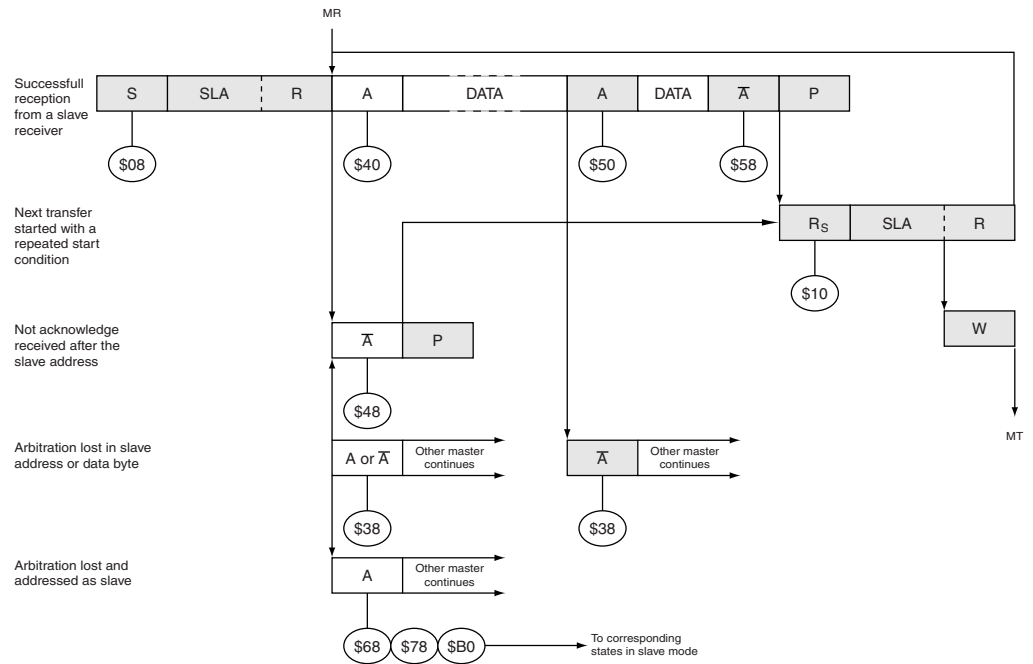 MR
Successfull
reception
from a slave
receiver
S SLA R A DATA A DATA A̅ P
$08 $40 $50 $58
Next transfer
started with a
repeated start
condition
RS SLA R
$10
Not acknowledge
received after the
slave address
A̅ P
W
$48
MT
Arbitration lost in slave
address or data byte
A or A̅
Other master
continues
A̅
Other master
continues
$38 $38
Arbitration lost and
addressed as slave
A
Other master
continues
$68 $78 $B0
To corresponding
states in slave mode